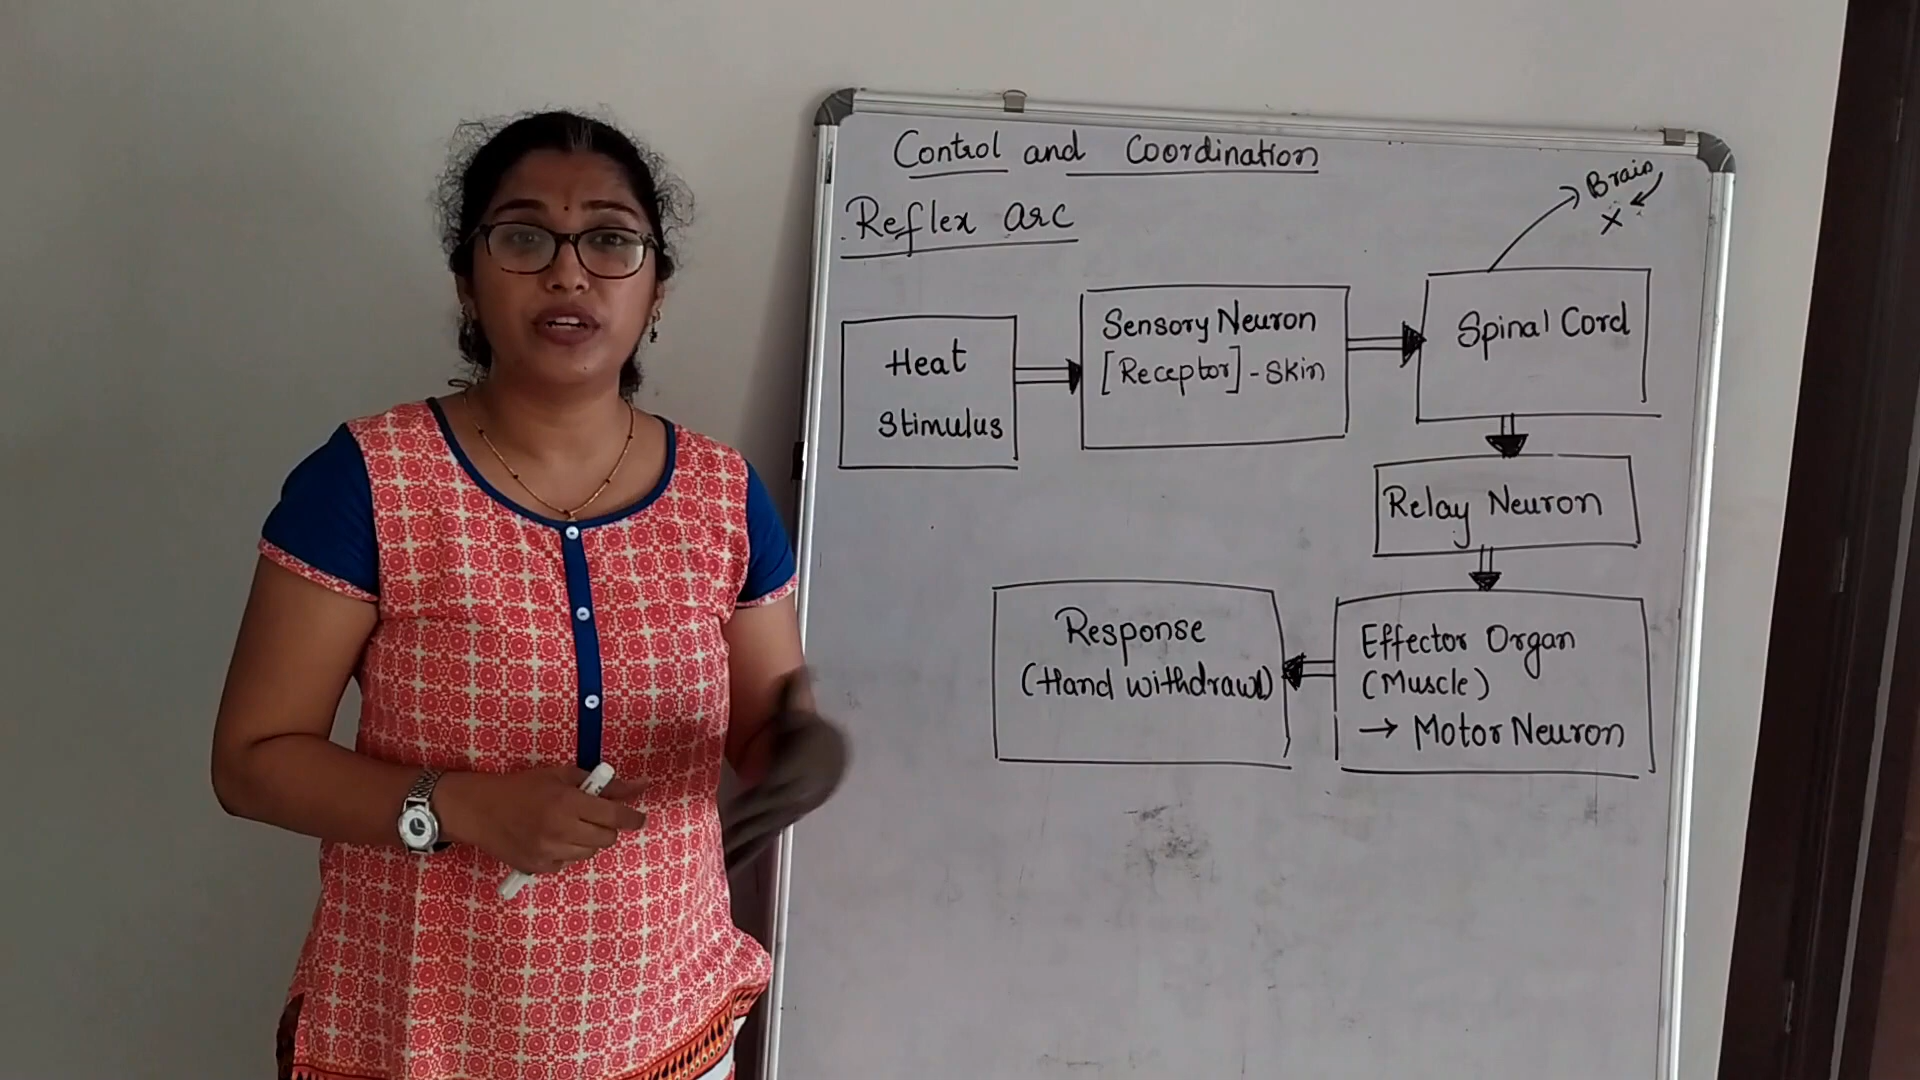 Control and Coordination
Reflex arc
Brain
X
Heat
Stimulus
Sensory Neuron
[Receptor] - Skin
Spinal Cord
Relay Neuron
Effector Organ
(Muscle)
→ Motor Neuron
Response
(Hand withdrawl)